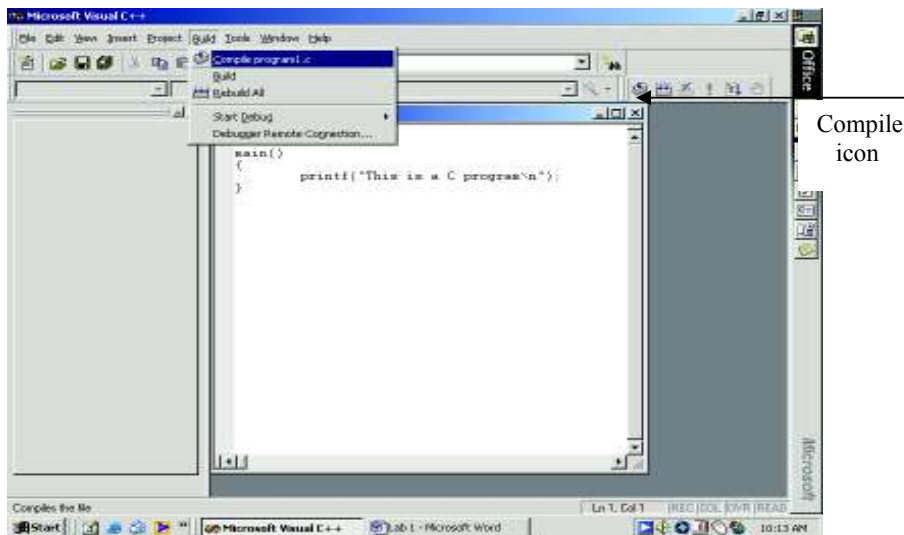 Microsoft Visual C++
File Edit View Insert Project Build Tools Window Help
Compile program1.c
Build
Rebuild All
Start Debug
Debugger Remote Connection...
Office
Compile
icon
main()
{
printf("This is a C program\n");
}
Microsoft
Compiles the file
Ln 1, Col 1 REC COL OVR READ
Start Microsoft Visual C++ Lab 1 - Microsoft Word 10:13 AM